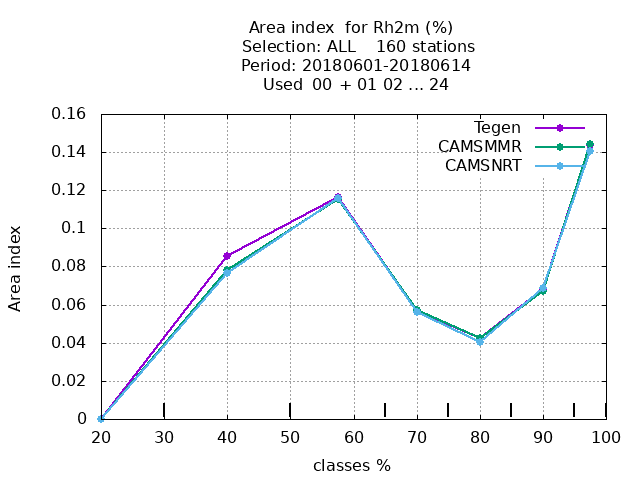 Area index  for Rh2m (%)
Selection: ALL    160 stations
Period: 20180601-20180614
Used  00  + 01 02 ... 24
Tegen
CAMSMMR
CAMSNRT
0.16
0.14
0.12
0.1
0.08
0.06
0.04
0.02
0
Area index
20 30 40 50 60 70 80 90 100
classes %